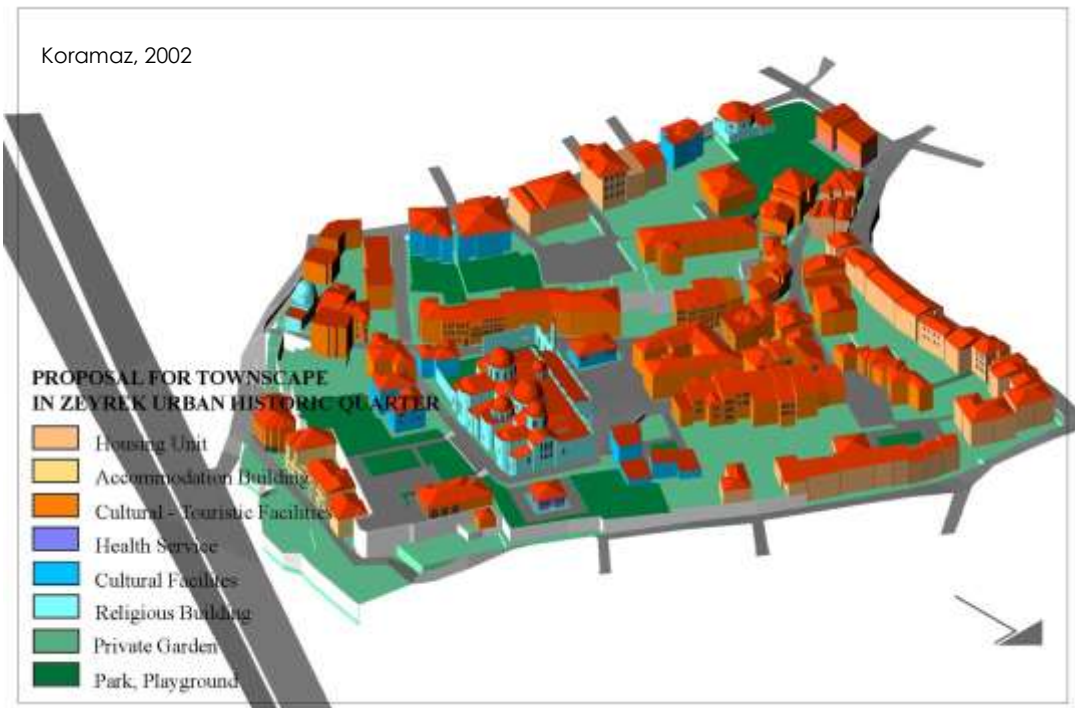 Koramaz, 2002
PROPOSAL FOR TOWNSCAPE
IN ZEYREK URBAN HISTORIC QUARTER
Housing Unit
Accommodation Building
Cultural - Touristic Facilities
Health Service
Cultural Facilites
Religious Building
Private Garden
Park, Playground